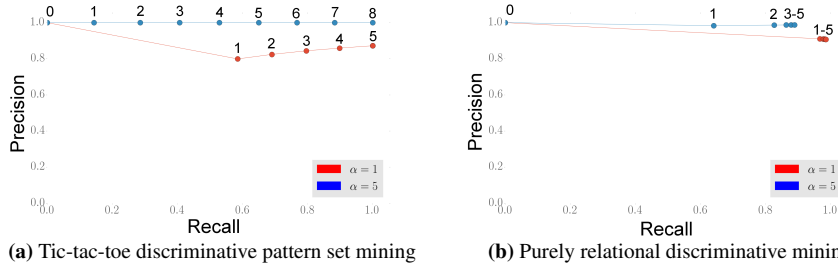 0 1 2 3 4 5 6 7 8
1.0
0.8
0.6
0.4
0.2
0.0
1 2 3 4 5
Precision
α = 1
α = 5
0.0 0.2 0.4 0.6 0.8 1.0
Recall
(a) Tic-tac-toe discriminative pattern set mining
0 1 2 3-5
1.0
0.8
0.6
0.4
0.2
0.0
1-5
Precision
α = 1
α = 5
0.0 0.2 0.4 0.6 0.8 1.0
Recall
(b) Purely relational discriminative minin